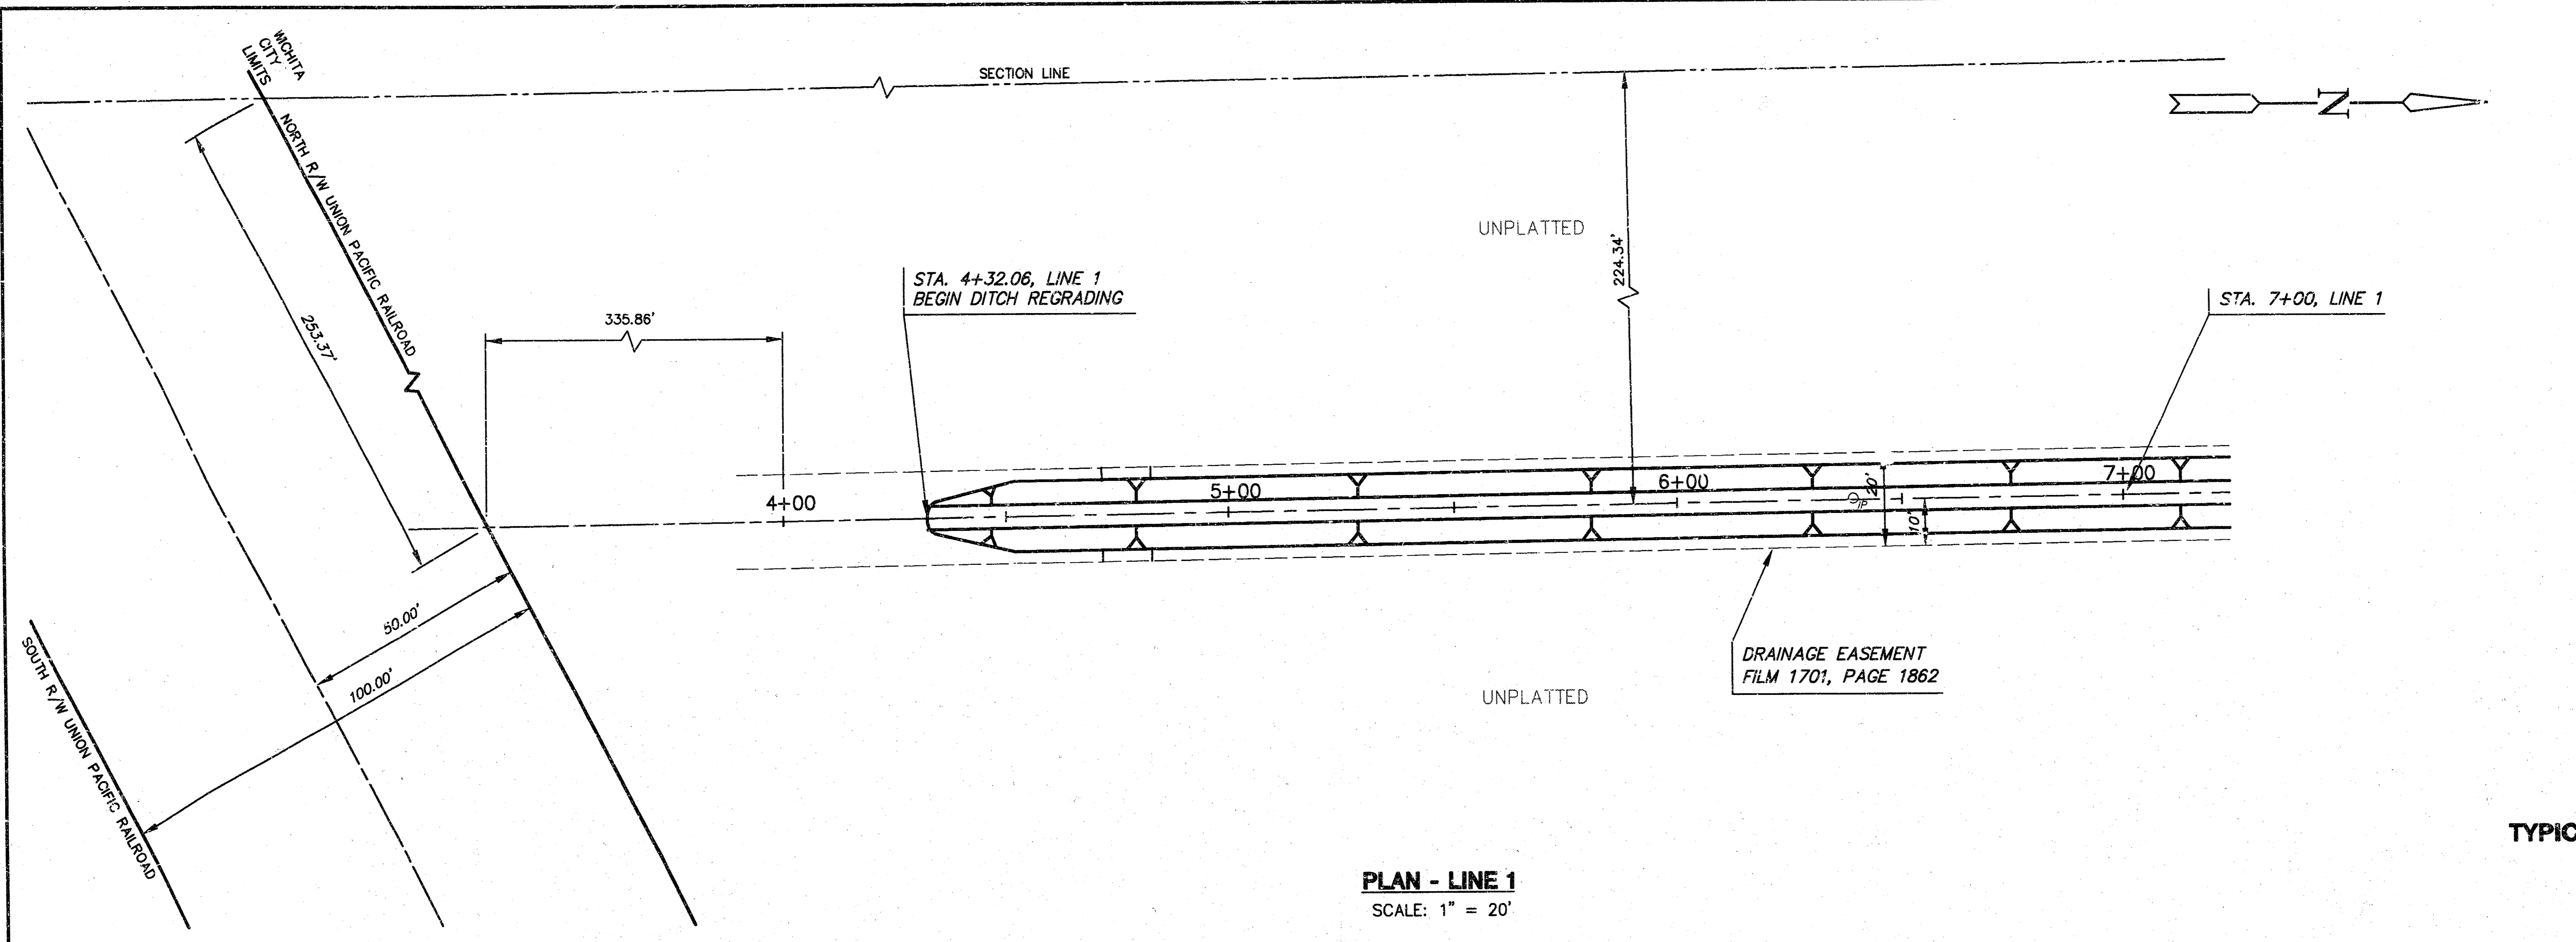 WICHITA
CITY
LIMITS
SECTION LINE
N
NORTH R/W UNION PACIFIC RAILROAD
253.37'
335.86'
STA. 4+32.06, LINE 1
BEGIN DITCH REGRADING
UNPLATTED
224.34'
STA. 7+00, LINE 1
4+00
5+00
6+00
7+00
20'
10'
IP
50.00'
100.00'
SOUTH R/W UNION PACIFIC RAILROAD
DRAINAGE EASEMENT
FILM 1701, PAGE 1862
UNPLATTED
TYPIC
PLAN - LINE 1
SCALE: 1" = 20'